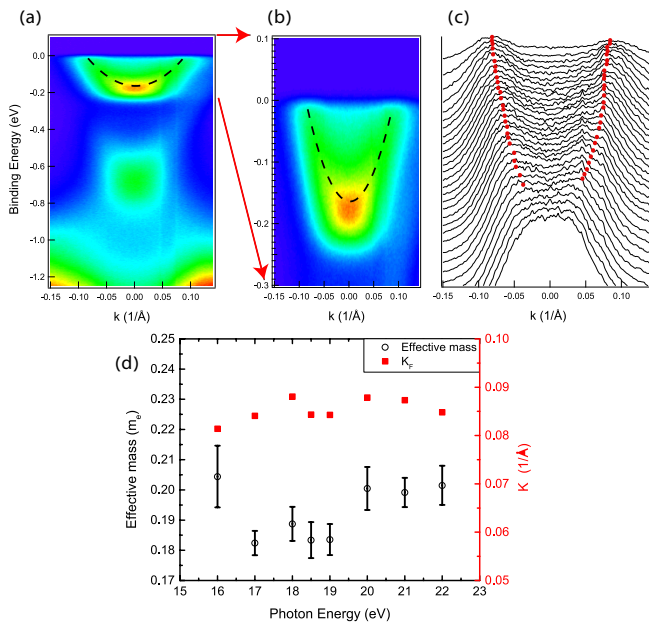 (a)
(b)
(c)
0.0
-0.2
-0.4
-0.6
-0.8
-1.0
-1.2
Binding Energy (eV)
-0.15 -0.10 -0.05 0.00 0.05 0.10
k (1/Å)
0.1
0.0
-0.1
-0.2
-0.3
-0.15 -0.10 -0.05 0.00 0.05 0.10
k (1/Å)
-0.15 -0.10 -0.05 0.00 0.05 0.10
k (1/Å)
(d)
Effective mass
K_F
0.25
0.24
0.23
0.22
0.21
0.20
0.19
0.18
0.17
Effective mass (m_e)
0.10
0.09
0.08
0.07
0.06
0.05
K (1/Å)
15 16 17 18 19 20 21 22 23
Photon Energy (eV)